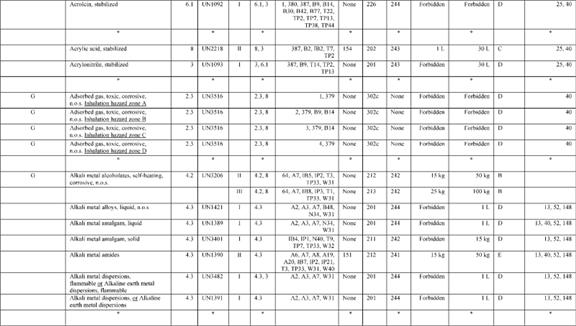 Acrolein, stabilized 6.1 UN1092 I 6.1, 3 1, 380, 387, B9, B14, None 226 244 Forbidden Forbidden D 25, 40
B30, B42, B77, T22,
TP2, TP7, TP13,
TP38, TP44
* * * * * * *
Acrylic acid, stabilized 8 UN2218 II 8, 3 387, B2, IB2, T7, 154 202 243 1 L 30 L C 25, 40
TP2
Acrylonitrile, stabilized 3 UN1093 I 3, 6.1 387, B9, T14, TP2, None 201 243 Forbidden 30 L D 25, 40
TP13
* * * * * * *
G Adsorbed gas, toxic, corrosive, 2.3 UN3516 2.3, 8 1, 379 None 302c None Forbidden Forbidden D 40
n.o.s. Inhalation hazard zone A
Adsorbed gas, toxic, corrosive, 2.3 UN3516 2.3, 8 2, 379, B9, B14 None 302c None Forbidden Forbidden D 40
n.o.s. Inhalation hazard zone B
Adsorbed gas, toxic, corrosive, 2.3 UN3516 2.3, 8 3, 379, B14 None 302c None Forbidden Forbidden D 40
n.o.s. Inhalation hazard zone C
Adsorbed gas, toxic, corrosive, 2.3 UN3516 2.3, 8 4, 379 None 302c None Forbidden Forbidden D 40
n.o.s. Inhalation hazard zone D
* * * * * * *
G Alkali metal alcoholates, self-heating, 4.2 UN3206 II 4.2, 8 64, A7, IB5, IP2, T3, None 212 242 15 kg 50 kg B
corrosive, n.o.s. TP33, W31
III 4.2, 8 64, A7, IB8, IP3, T1, None 213 242 25 kg 100 kg B
TP33, W31
Alkali metal alloys, liquid, n.o.s 4.3 UN1421 I 4.3 A2, A3, A7, B48, None 201 244 Forbidden 1 L D 13, 52, 148
N34, W31
Alkali metal amalgam, liquid 4.3 UN1389 I 4.3 A2, A3, A7, N34, None 201 244 Forbidden 1 L D 13, 40, 52, 148
W31
Alkali metal amalgam, solid 4.3 UN3401 I 4.3 IB4, IP1, N40, T9, None 211 242 Forbidden 15 kg D 13, 52, 148
TP7, TP33, W32
Alkali metal amides 4.3 UN1390 II 4.3 A6, A7, A8, A19, 151 212 241 15 kg 50 kg E 13, 40, 52, 148
A20, IB7, IP2, IP21,
T3, TP33, W31, W40
Alkali metal dispersions, 4.3 UN3482 I 4.3, 3 A2, A3, A7, W31 None 201 244 Forbidden 1 L D 13, 52, 148
flammable or Alkaline earth metal
dispersions, flammable
Alkali metal dispersions, or Alkaline 4.3 UN1391 I 4.3 A2, A3, A7, W31 None 201 244 Forbidden 1 L D 13, 52, 148
earth metal dispersions
* * * * * * *